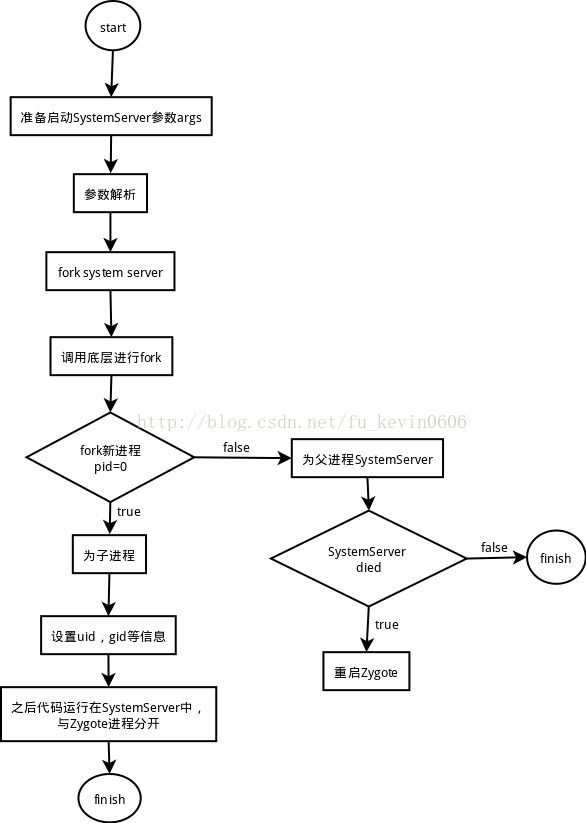 start
准备启动SystemServer参数args
参数解析
fork system server
调用底层进行fork
http://blog.csdn.net/fu_kevin0606
fork新进程
pid=0
false
为父进程SystemServer
true
为子进程
SystemServer
died
false
finish
true
设置uid，gid等信息
重启Zygote
之后代码运行在SystemServer中，
与Zygote进程分开
finish